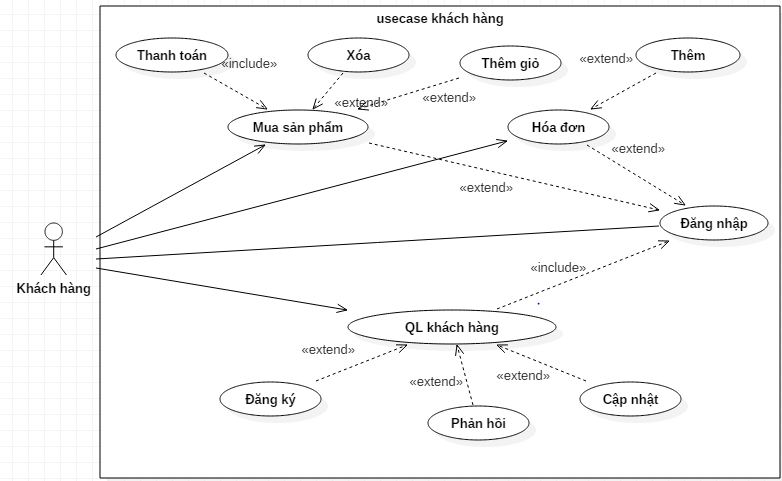 usecase khách hàng
Thanh toán
«include»
Xóa
«extend»
Thêm giỏ
«extend»
«extend»
Thêm
Mua sản phẩm
Hóa đơn
«extend»
«extend»
Đăng nhập
Khách hàng
«include»
QL khách hàng
«extend»
«extend»
«extend»
Đăng ký
Phản hồi
Cập nhật